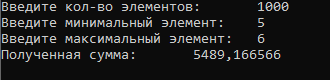 Введите кол-во элементов: 1000
Введите минимальный элемент: 5
Введите максимальный элемент: 6
Полученная сумма: 5489,166566